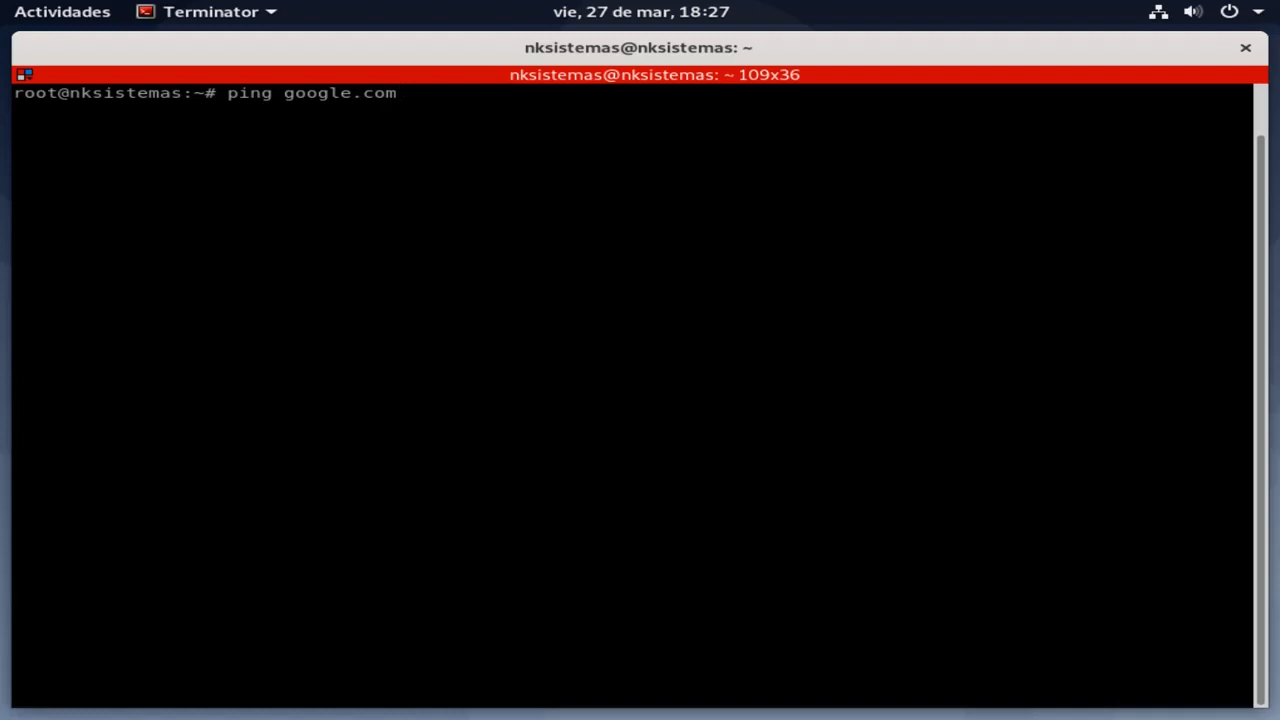 Actividades Terminator vie, 27 de mar, 18:27
nksistemas@nksistemas: ~
nksistemas@nksistemas: ~ 109x36
root@nksistemas:~# ping google.com